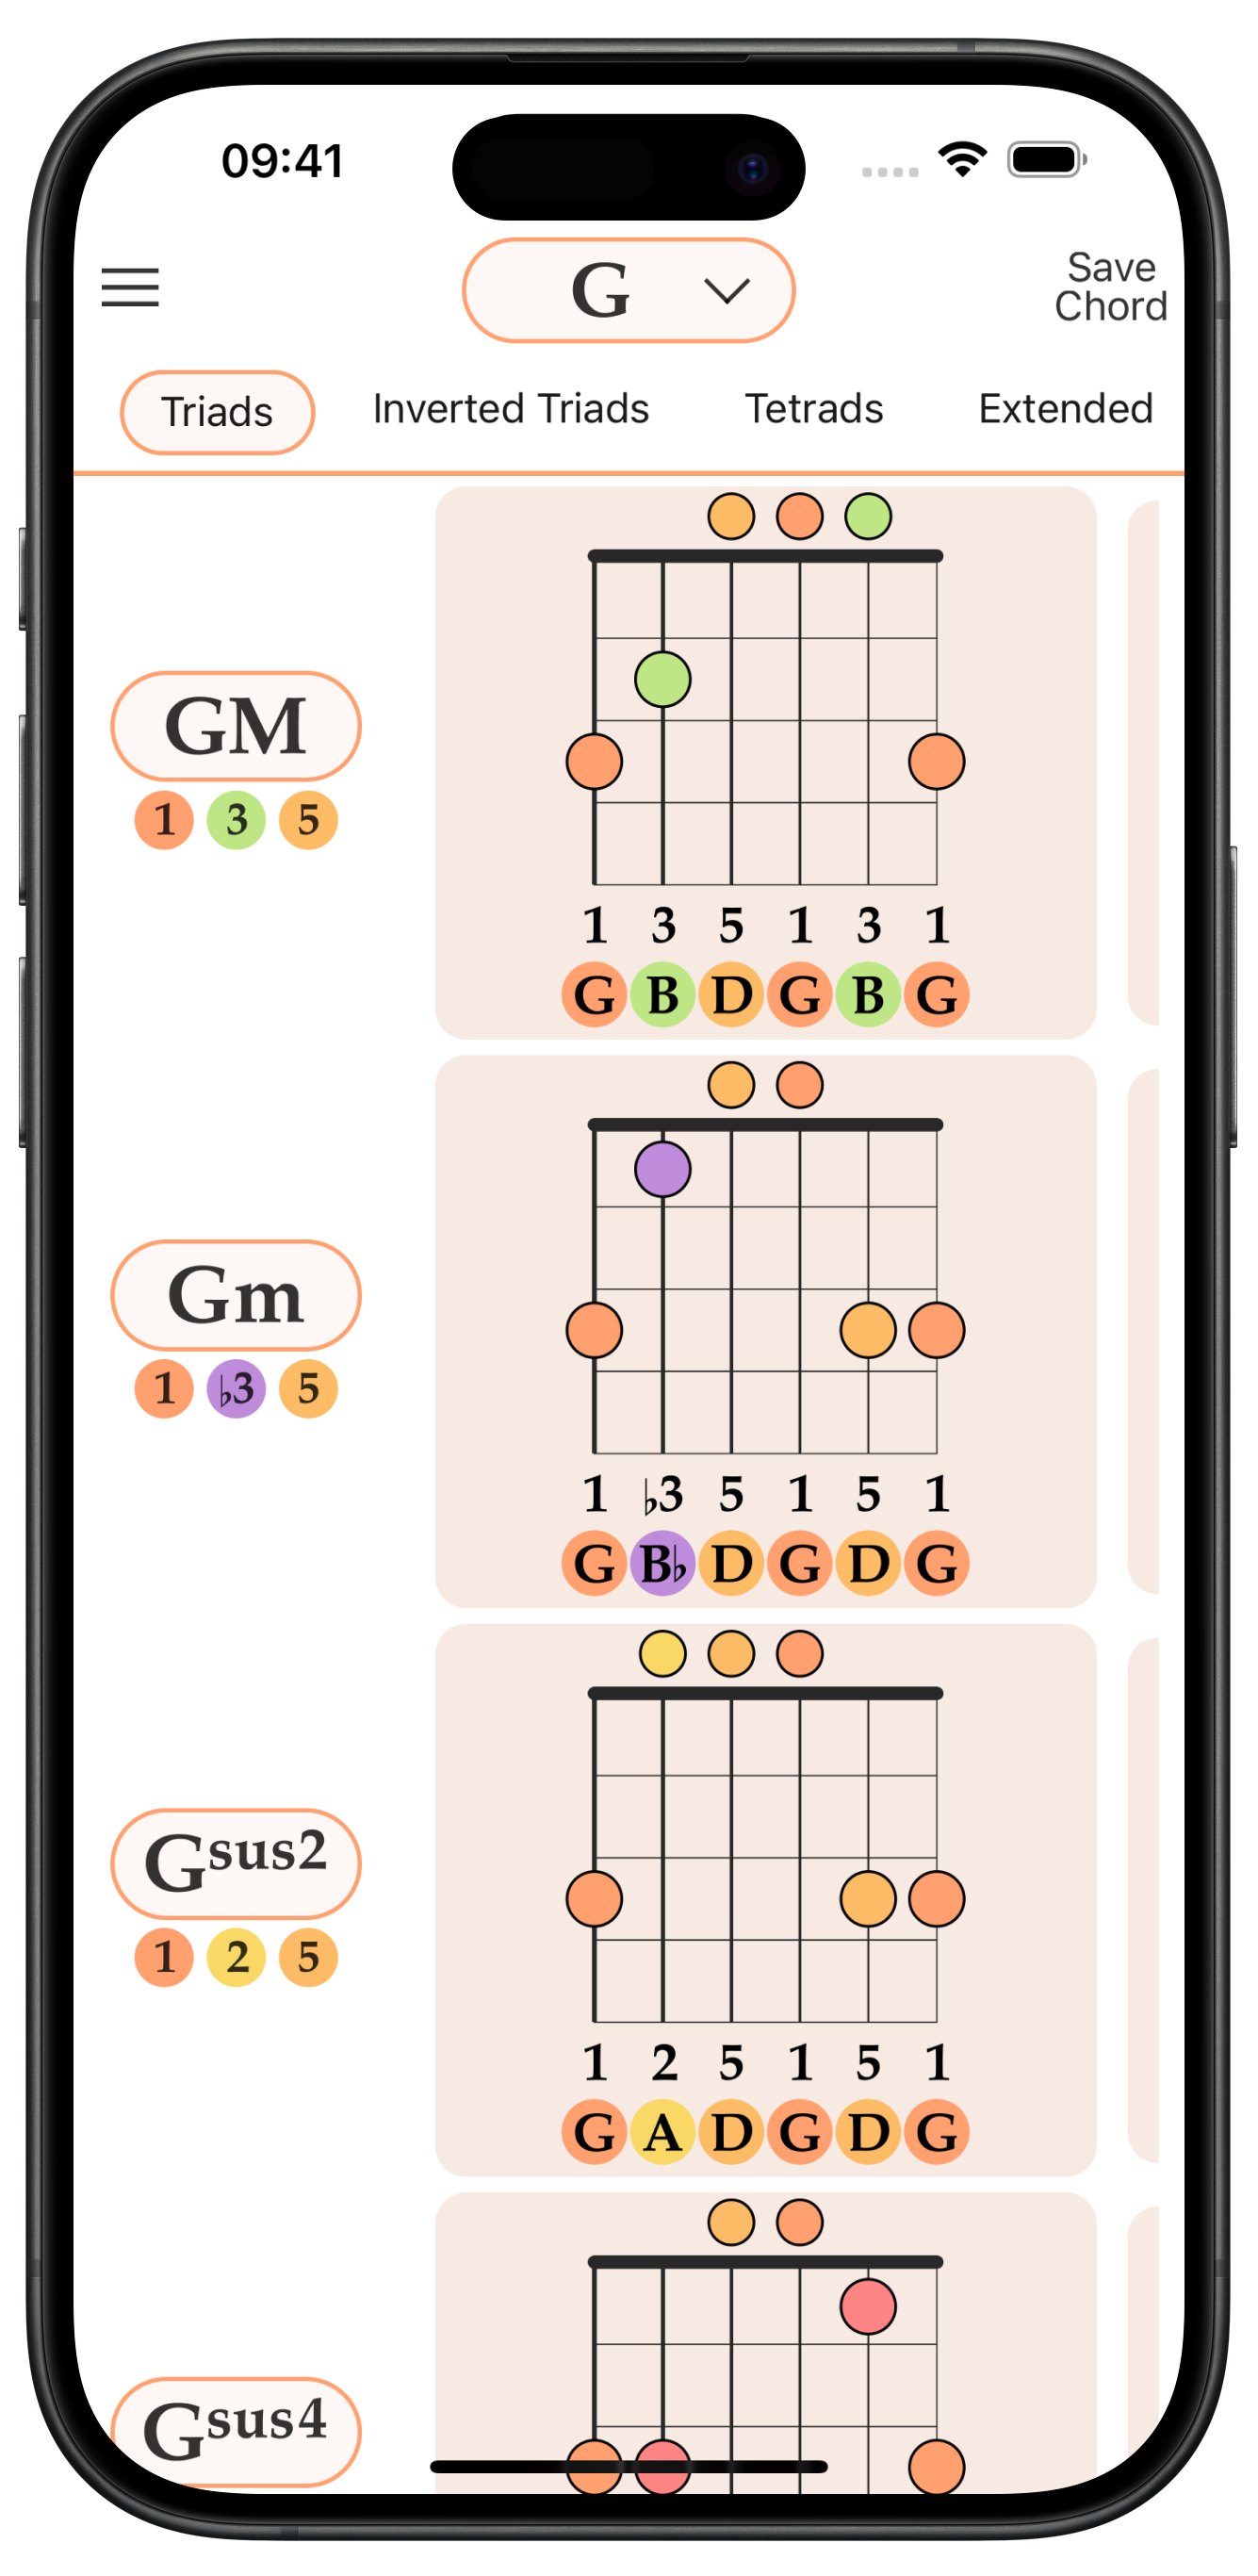 09:41
G
Save
Chord
Triads Inverted Triads Tetrads Extended
GM
1 3 5
1 3 5 1 3 1
G B D G B G
Gm
1 ♭3 5
1 ♭3 5 1 5 1
G B♭ D G D G
Gsus2
1 2 5
1 2 5 1 5 1
G A D G D G
Gsus4